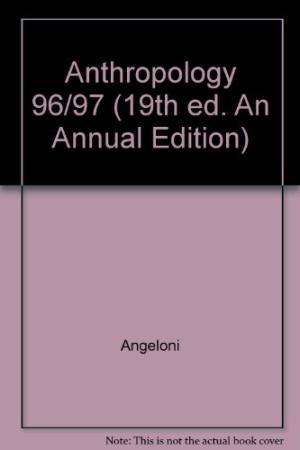 Anthropology
96/97 (19th ed. An
Annual Edition)
Angeloni
Note: This is not the actual book cover